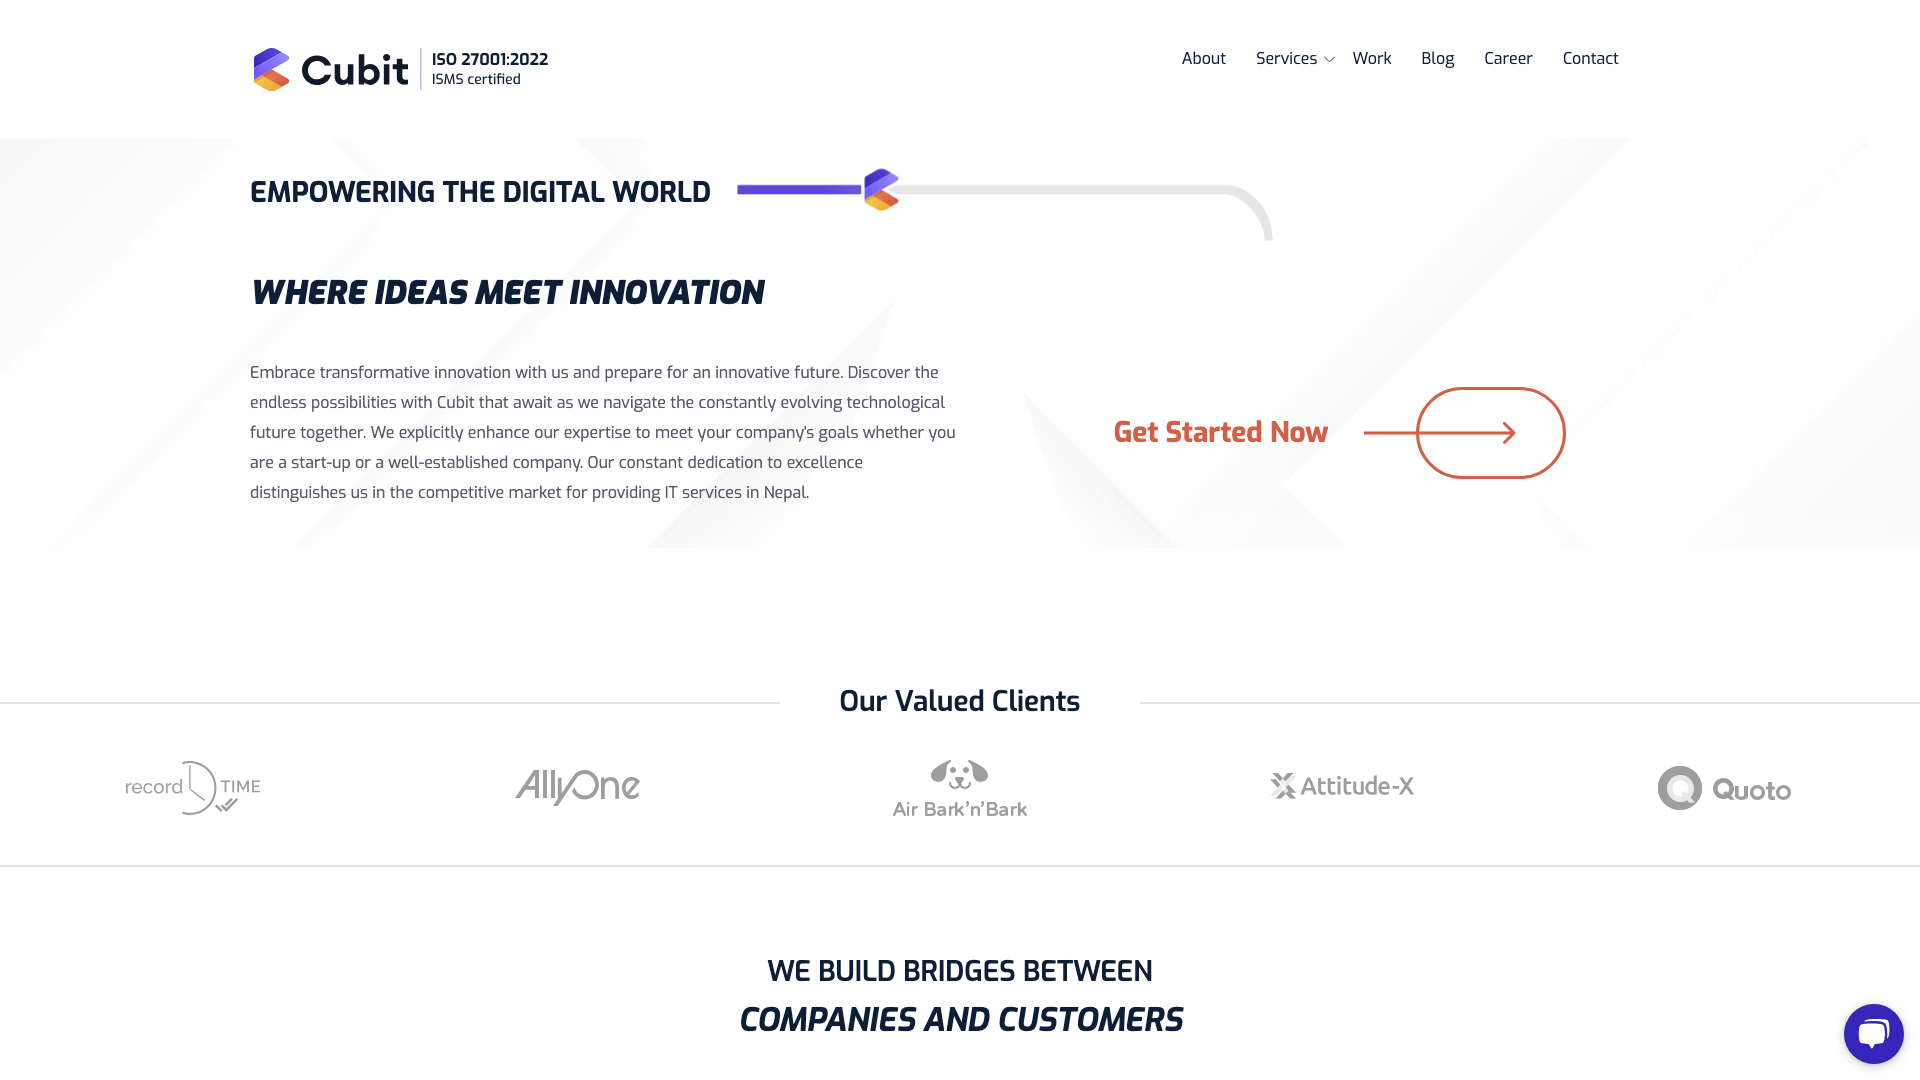 Cubit
ISO 27001:2022
ISMS certified
About Services Work Blog Career Contact
EMPOWERING THE DIGITAL WORLD
WHERE IDEAS MEET INNOVATION
Embrace transformative innovation with us and prepare for an innovative future. Discover the
endless possibilities with Cubit that await as we navigate the constantly evolving technological
future together. We explicitly enhance our expertise to meet your company's goals whether you
are a start-up or a well-established company. Our constant dedication to excellence
distinguishes us in the competitive market for providing IT services in Nepal.
Get Started Now
Our Valued Clients
record TIME
AllyOne
Air Bark'n'Bark
Attitude-X
Quoto
WE BUILD BRIDGES BETWEEN
COMPANIES AND CUSTOMERS